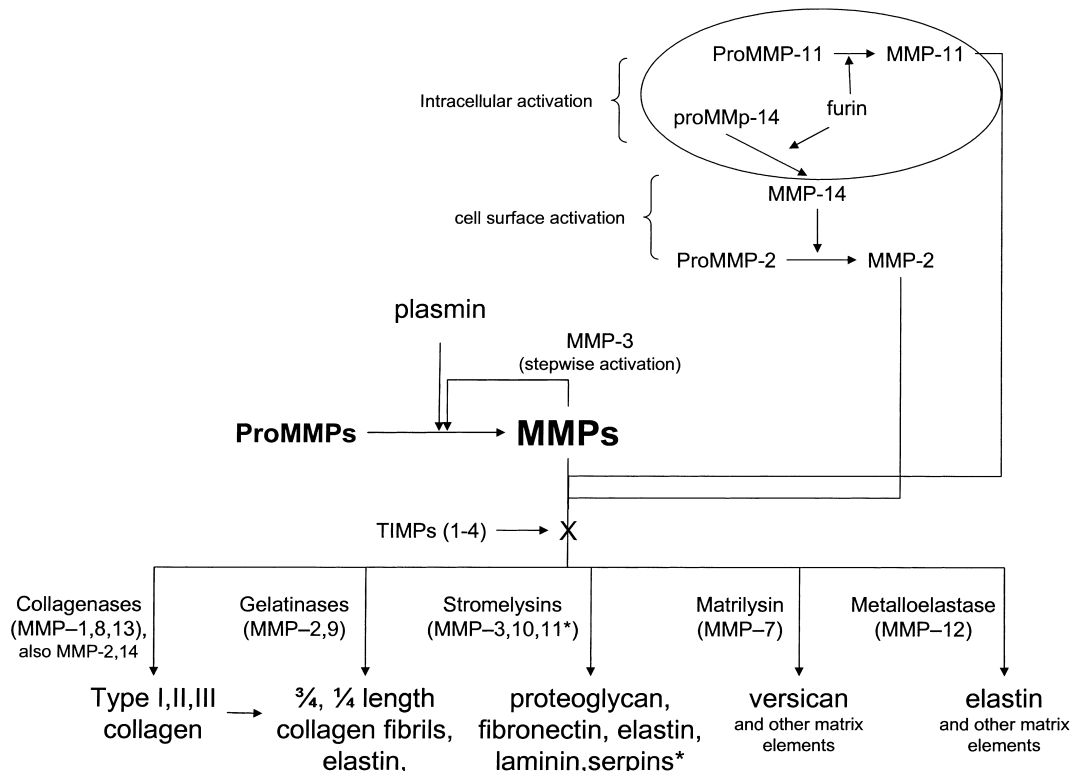 ProMMP-11
MMP-11
Intracellular activation
furin
proMMp-14
MMP-14
cell surface activation
ProMMP-2
MMP-2
plasmin
MMP-3
(stepwise activation)
ProMMPs
MMPs
TIMPs (1-4)
X
Collagenases
(MMP–1,8,13),
also MMP-2,14
Gelatinases
(MMP–2,9)
Stromelysins
(MMP–3,10,11*)
Matrilysin
(MMP–7)
Metalloelastase
(MMP–12)
Type I,II,III
collagen
¾, ¼ length
collagen fibrils,
elastin,
proteoglycan,
fibronectin, elastin,
laminin,serpins*
versican
and other matrix
elements
elastin
and other matrix
elements